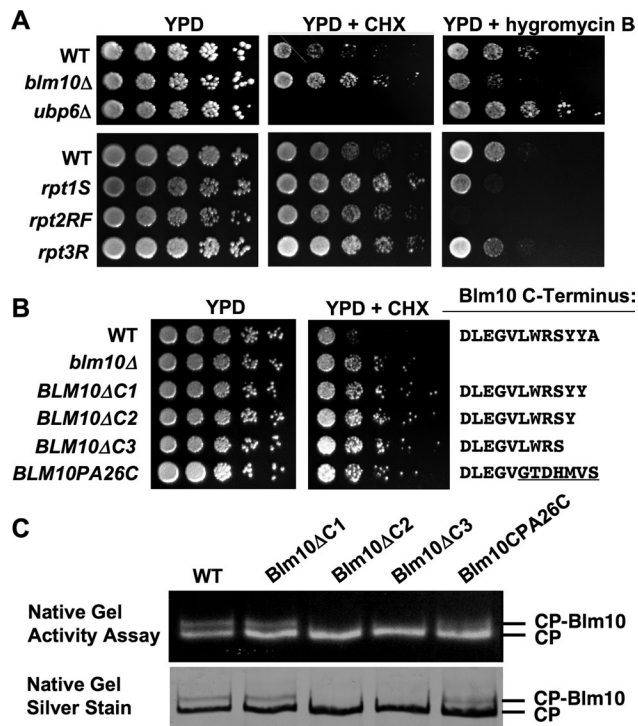 A
YPD
YPD + CHX
YPD + hygromycin B
WT
blm10Δ
ubp6Δ
WT
rpt1S
rpt2RF
rpt3R
B
YPD
YPD + CHX
Blm10 C-Terminus:
WT
DLEGVLWRSYYA
blm10Δ
BLM10ΔC1
DLEGVLWRSYY
BLM10ΔC2
DLEGVLWRSY
BLM10ΔC3
DLEGVLWRS
BLM10PA26C
DLEGVGTDHMVS
C
WT
Blm10ΔC1
Blm10ΔC2
Blm10ΔC3
Blm10CPA26C
Native Gel
Activity Assay
CP-Blm10
CP
Native Gel
Silver Stain
CP-Blm10
CP